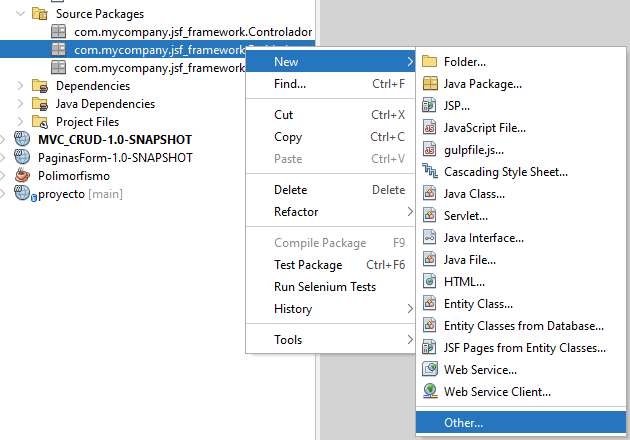 Source Packages
com.mycompany.jsf_framework.Controlador
com.mycompany.jsf_framework
com.mycompany.jsf_framework
Dependencies
Java Dependencies
Project Files
MVC_CRUD-1.0-SNAPSHOT
PaginasForm-1.0-SNAPSHOT
Polimorfismo
proyecto [main]
New
Find... Ctrl+F
Cut Ctrl+X
Copy Ctrl+C
Paste Ctrl+V
Delete Delete
Refactor
Compile Package F9
Test Package Ctrl+F6
Run Selenium Tests
History
Tools
Folder...
Java Package...
JSP...
JavaScript File...
gulpfile.js...
Cascading Style Sheet...
Java Class...
Servlet...
Java Interface...
Java File...
HTML...
Entity Class...
Entity Classes from Database...
JSF Pages from Entity Classes...
Web Service...
Web Service Client...
Other...